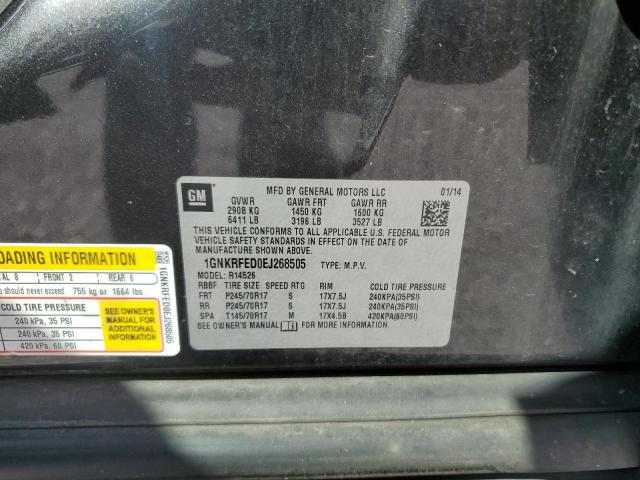 GM
MFD BY GENERAL MOTORS LLC 01/14
GVWR GAWR FRT GAWR RR
2908 KG 1450 KG 1600 KG
6411 LB 3196 LB 3527 LB
THIS VEHICLE CONFORMS TO ALL APPLICABLE U.S. FEDERAL MOTOR
VEHICLE SAFETY STANDARDS IN EFFECT ON THE DATE OF
MANUFACTURE SHOWN ABOVE.
1GNKRFED0EJ268505 TYPE: M.P.V.
MODEL: R14526
RBBF TIRE SIZE SPEED RTG RIM COLD TIRE PRESSURE
FRT P245/70R17 S 17X7.5J 240KPA(35PSI)
RR P245/70R17 S 17X7.5J 240KPA(35PSI)
SPA T145/70R17 M 17X4.5B 420KPA(60PSI)
SEE OWNER'S MANUAL FOR MORE INFORMATION.
OADING INFORMATION
AL 8 FRONT 2 REAR 6
should never exceed 755 kg or 1664 lbs.
COLD TIRE PRESSURE
240 kPa, 35 PSI
240 kPa, 35 PSI
420 kPa, 60 PSI
SEE OWNER'S
MANUAL FOR
ADDITIONAL
INFORMATION
1GNKRFED0EJ268505